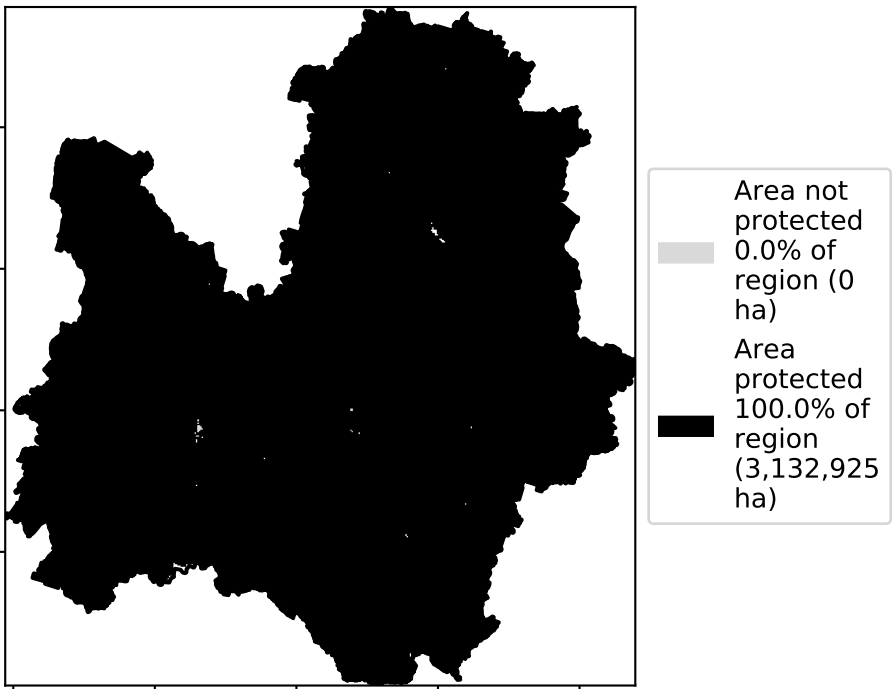 Area not
protected
0.0% of
region (0
ha)
Area
protected
100.0% of
region
(3,132,925
ha)